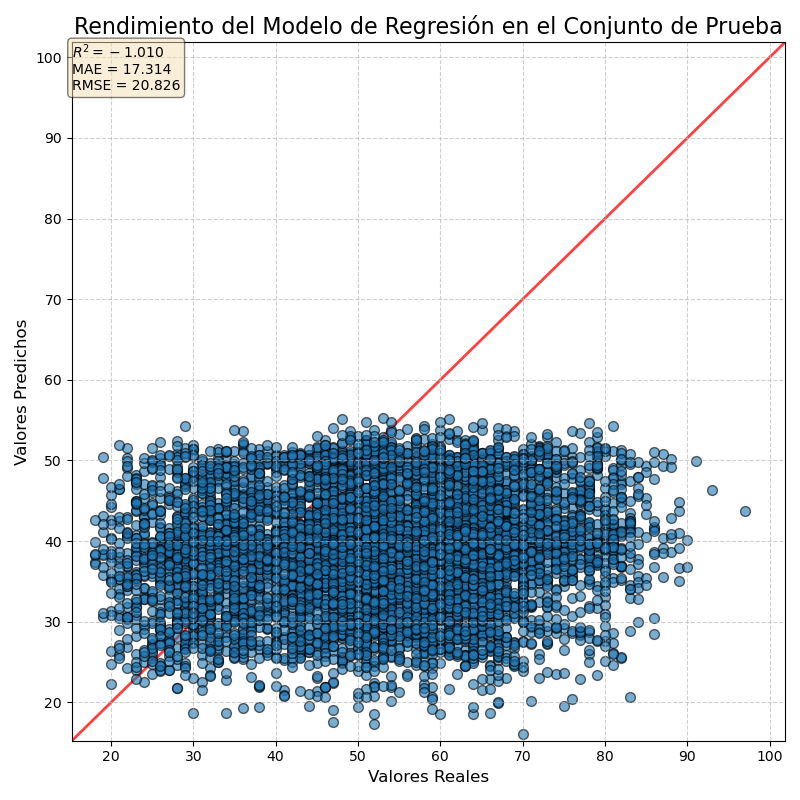 Rendimiento del Modelo de Regresión en el Conjunto de Prueba
R² = −1.010
MAE = 17.314
RMSE = 20.826
100
90
80
70
60
50
40
30
20
Valores Predichos
20 30 40 50 60 70 80 90 100
Valores Reales